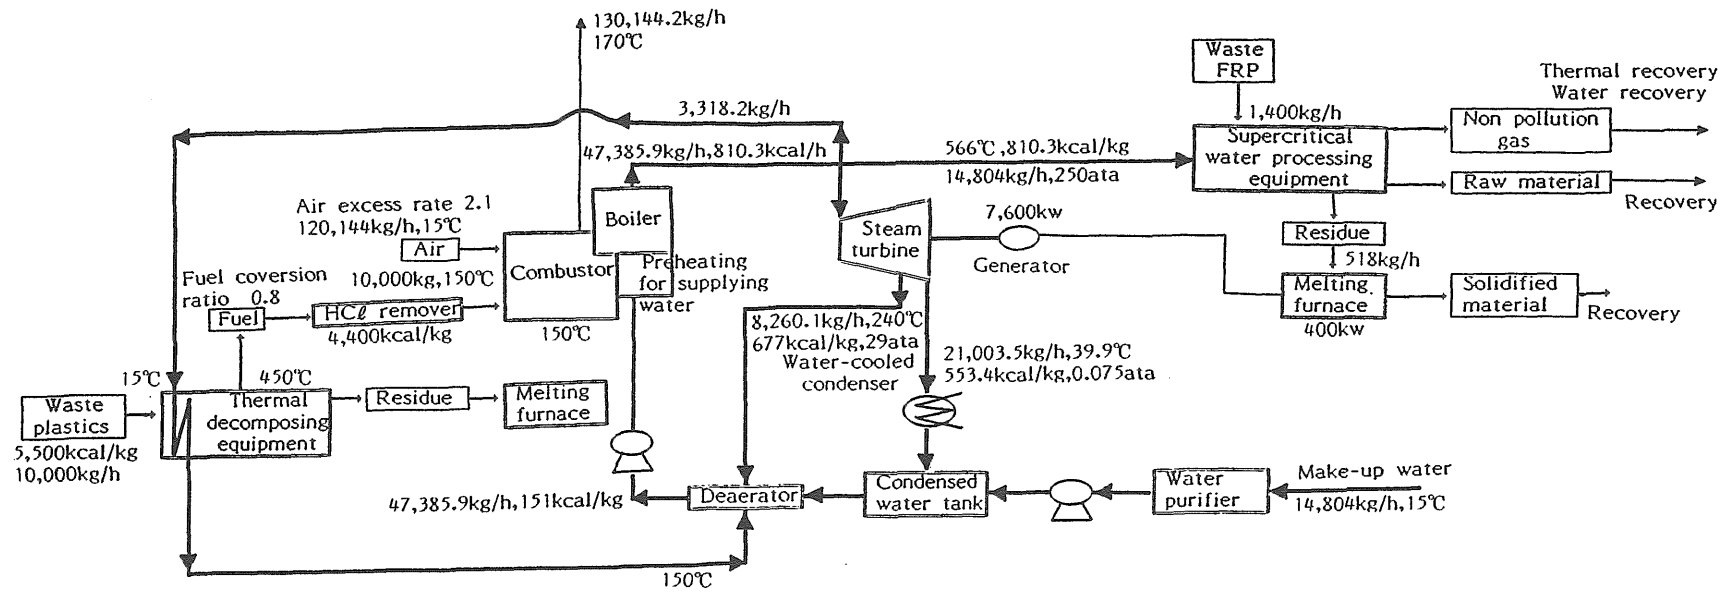 130,144.2kg/h
170℃
Waste
FRP
Thermal recovery
Water recovery
3,318.2kg/h
1,400kg/h
Non pollution
gas
Supercritical
water processing
equipment
47,385.9kg/h,810.3kcal/h
566℃,810.3kcal/kg
14,804kg/h,250ata
Raw material
Recovery
Air excess rate 2.1
120,144kg/h,15℃
Air
Boiler
7,600kw
Steam
turbine
Generator
Residue
518kg/h
Fuel coversion
ratio 0.8
10,000kg,150℃
Combustor
Preheating
for supplying
water
Melting
furnace
400kw
Solidified
material
Recovery
Fuel
HCℓ remover
4,400kcal/kg
150℃
8,260.1kg/h,240℃
677kcal/kg,29ata
Water-cooled
condenser
21,003.5kg/h,39.9℃
553.4kcal/kg,0.075ata
15℃
450℃
Waste
plastics
5,500kcal/kg
10,000kg/h
Thermal
decomposing
equipment
Residue
Melting
furnace
47,385.9kg/h,151kcal/kg
Deaerator
Condensed
water tank
Water
purifier
Make-up water
14,804kg/h,15℃
150℃